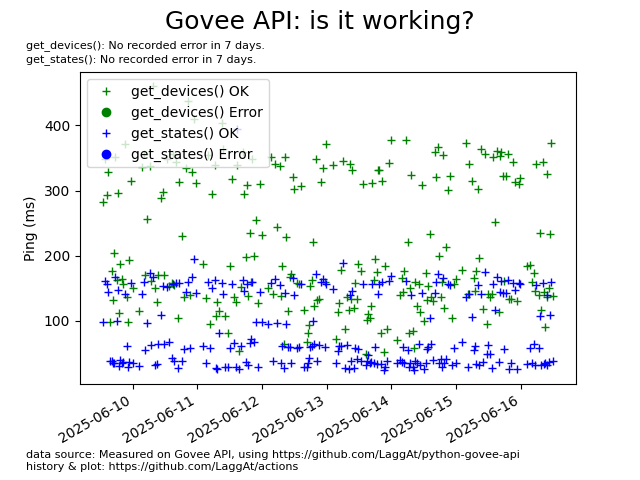 Govee API: is it working?
get_devices(): No recorded error in 7 days.
get_states(): No recorded error in 7 days.
get_devices() OK
get_devices() Error
get_states() OK
get_states() Error
Ping (ms)
400
300
200
100
2025-06-10
2025-06-11
2025-06-12
2025-06-13
2025-06-14
2025-06-15
2025-06-16
data source: Measured on Govee API, using https://github.com/LaggAt/python-govee-api
history & plot: https://github.com/LaggAt/actions